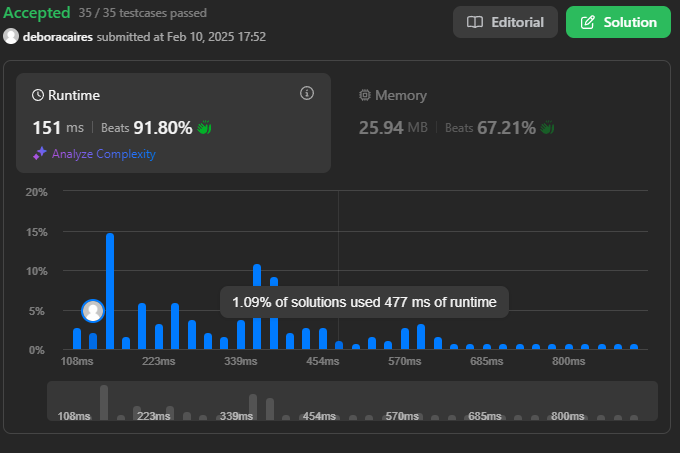 Accepted 35 / 35 testcases passed
Editorial
Solution
deboracaires submitted at Feb 10, 2025 17:52
Runtime
151 ms | Beats 91.80%
Analyze Complexity
Memory
25.94 MB | Beats 67.21%
20%
15%
10%
5%
0%
1.09% of solutions used 477 ms of runtime
108ms 223ms 339ms 454ms 570ms 685ms 800ms
108ms 223ms 339ms 454ms 570ms 685ms 800ms